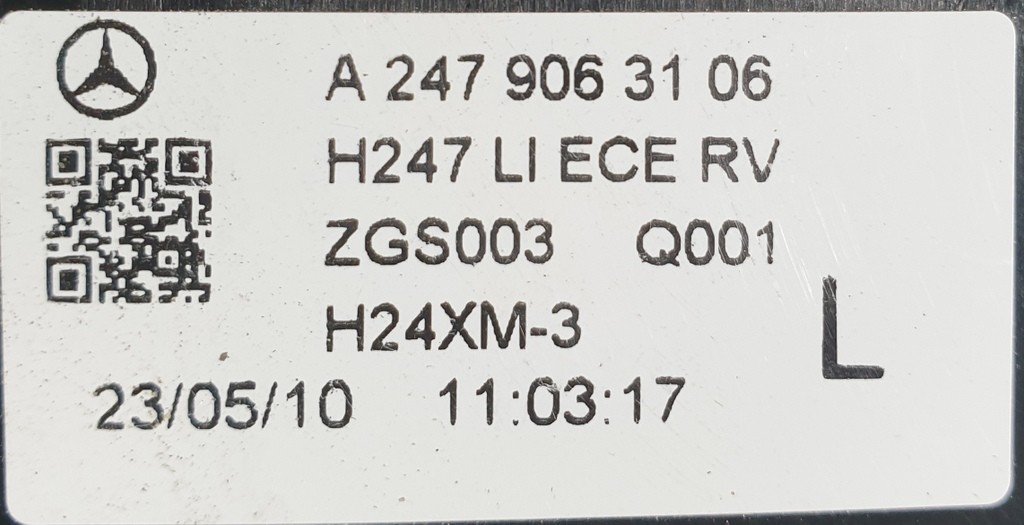 A 247 906 31 06
H247 LI ECE RV
ZGS003 Q001
H24XM-3
L
23/05/10 11:03:17